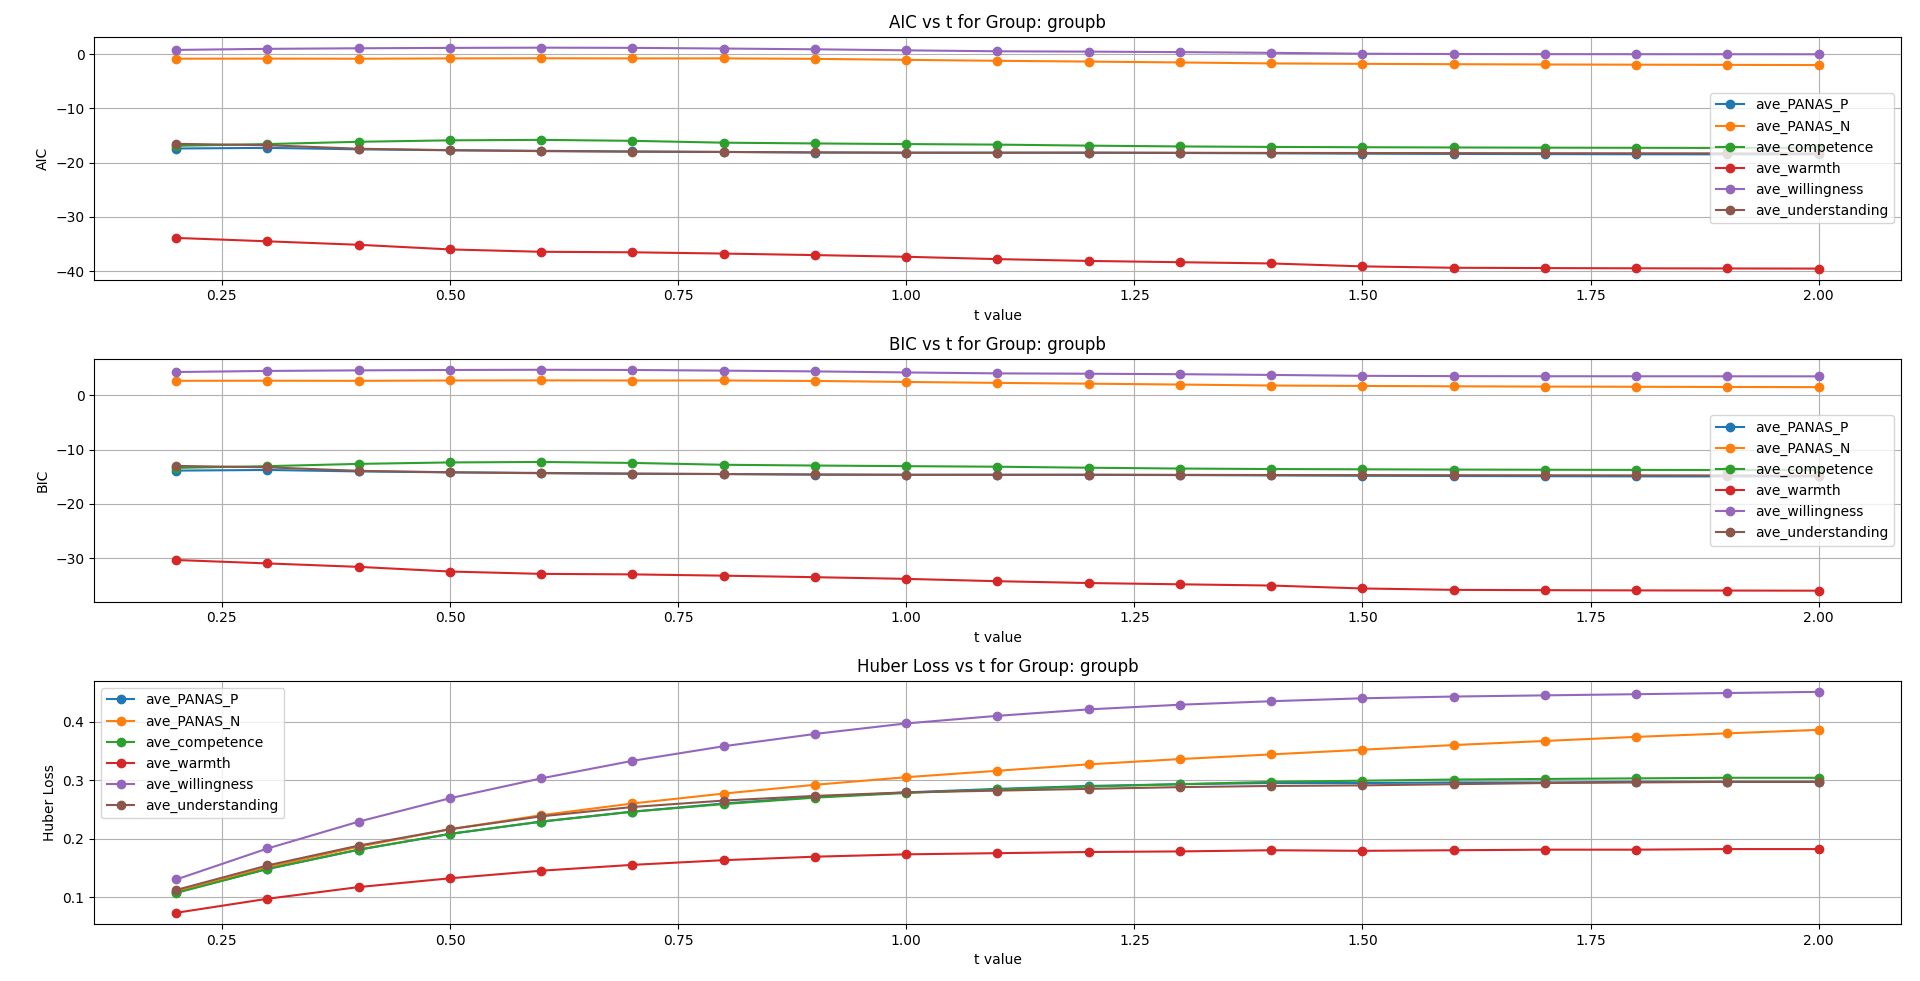 AIC vs t for Group: groupb
AIC
0
−10
−20
−30
−40
ave_PANAS_P
ave_PANAS_N
ave_competence
ave_warmth
ave_willingness
ave_understanding
0.25 0.50 0.75 1.00 1.25 1.50 1.75 2.00
t value
BIC vs t for Group: groupb
BIC
0
−10
−20
−30
ave_PANAS_P
ave_PANAS_N
ave_competence
ave_warmth
ave_willingness
ave_understanding
0.25 0.50 0.75 1.00 1.25 1.50 1.75 2.00
t value
Huber Loss vs t for Group: groupb
Huber Loss
0.4
0.3
0.2
0.1
ave_PANAS_P
ave_PANAS_N
ave_competence
ave_warmth
ave_willingness
ave_understanding
0.25 0.50 0.75 1.00 1.25 1.50 1.75 2.00
t value